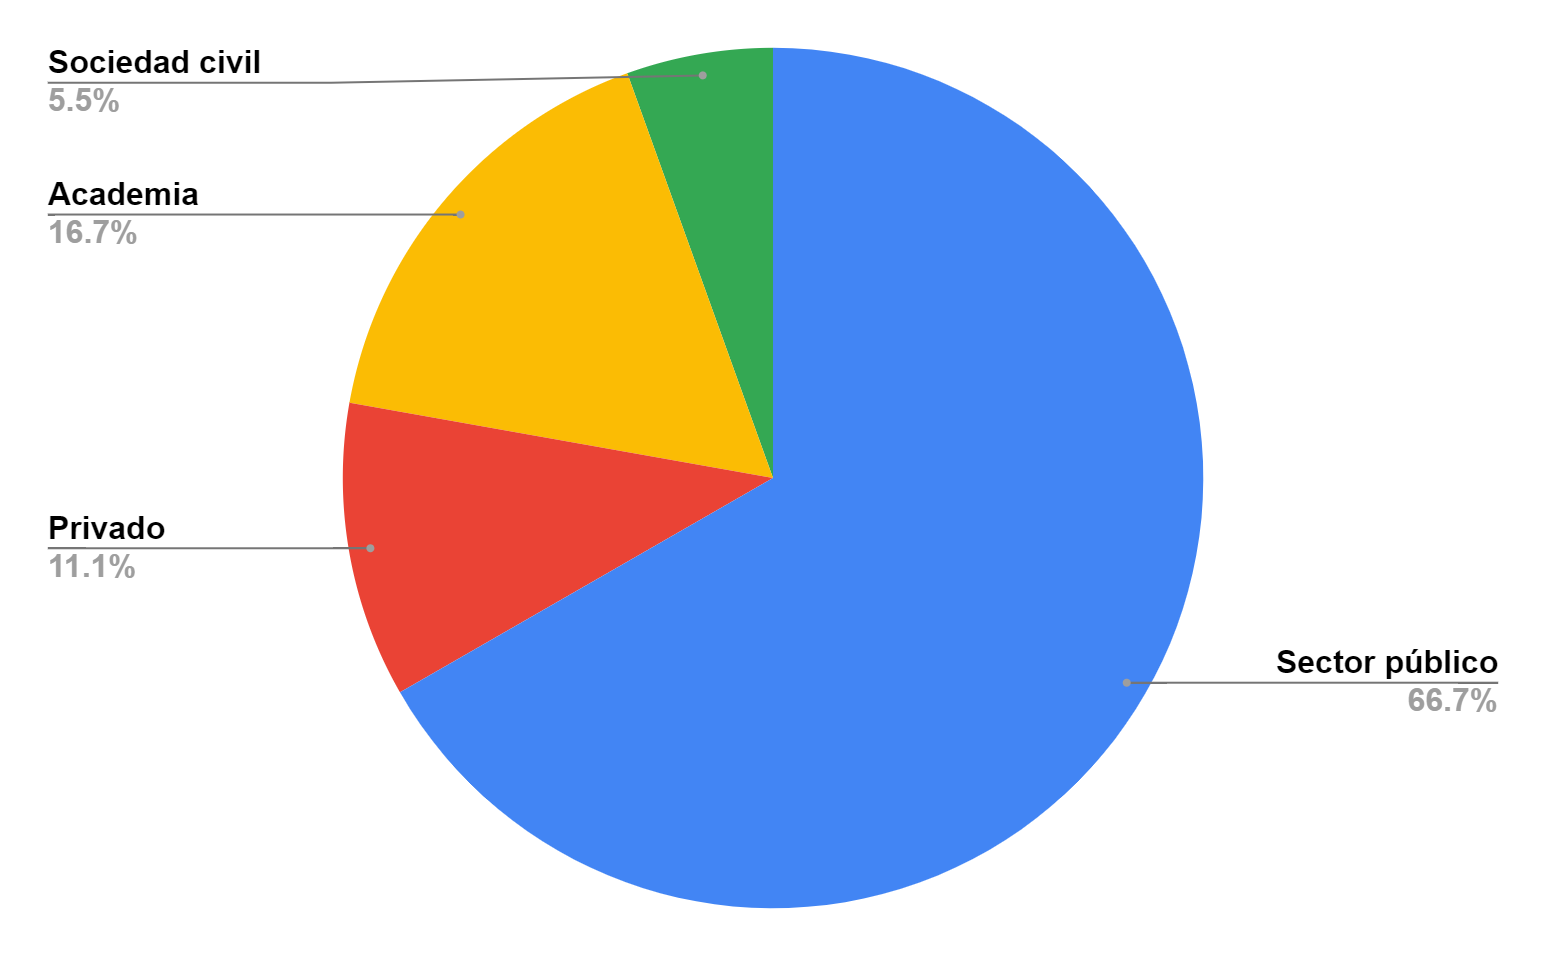 Sociedad civil
5.5%
Academia
16.7%
Privado
11.1%
Sector público
66.7%